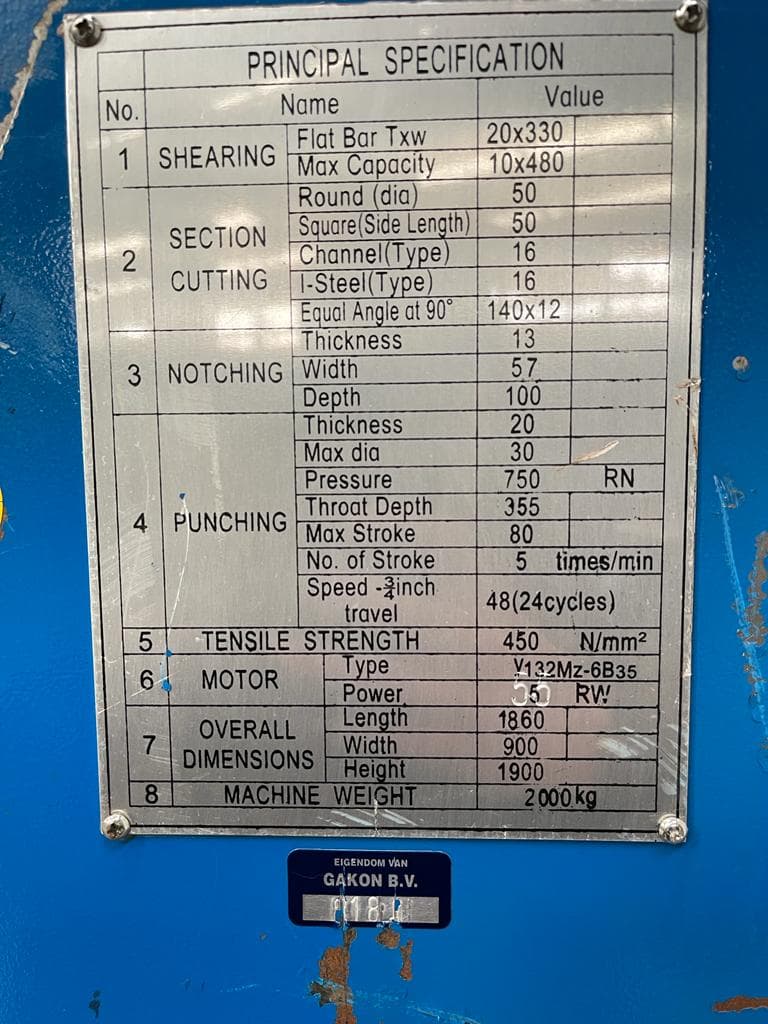 PRINCIPAL SPECIFICATION
No. Name Value
1 SHEARING Flat Bar Txw 20x330
Max Capacity 10x480
2 SECTION CUTTING Round (dia) 50
Square(Side Length) 50
Channel(Type) 16
I-Steel(Type) 16
Equal Angle at 90° 140x12
3 NOTCHING Thickness 13
Width 57
Depth 100
4 PUNCHING Thickness 20
Max dia 30
Pressure 750 RN
Throat Depth 355
Max Stroke 80
No. of Stroke 5 times/min
Speed -¾inch travel 48(24cycles)
5 TENSILE STRENGTH 450 N/mm²
6 MOTOR Type Y132Mz-6B35
Power RW
7 OVERALL DIMENSIONS Length 1860
Width 900
Height 1900
8 MACHINE WEIGHT 2000kg
EIGENDOM VAN
GAKON B.V.